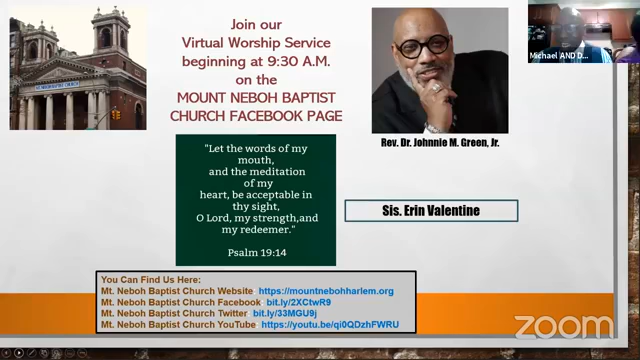 Join our
Virtual Worship Service
beginning at 9:30 A.M.
on the
MOUNT NEBOH BAPTIST
CHURCH FACEBOOK PAGE
Michael AND D...
Rev. Dr. Johnnie M. Green, Jr.
"Let the words of my
mouth,
and the meditation
of my
heart, be acceptable in
thy sight,
O Lord, my strength,and
my redeemer."
Psalm 19:14
Sis. Erin Valentine
You Can Find Us Here:
Mt. Neboh Baptist Church Website: https://mountnebohharlem.org
Mt. Neboh Baptist Church Facebook: bit.ly/2XCtwR9
Mt. Neboh Baptist Church Twitter: bit.ly/33MGU9j
Mt. Neboh Baptist Church YouTube: https://youtu.be/qi0QDzhFWRU
zoom